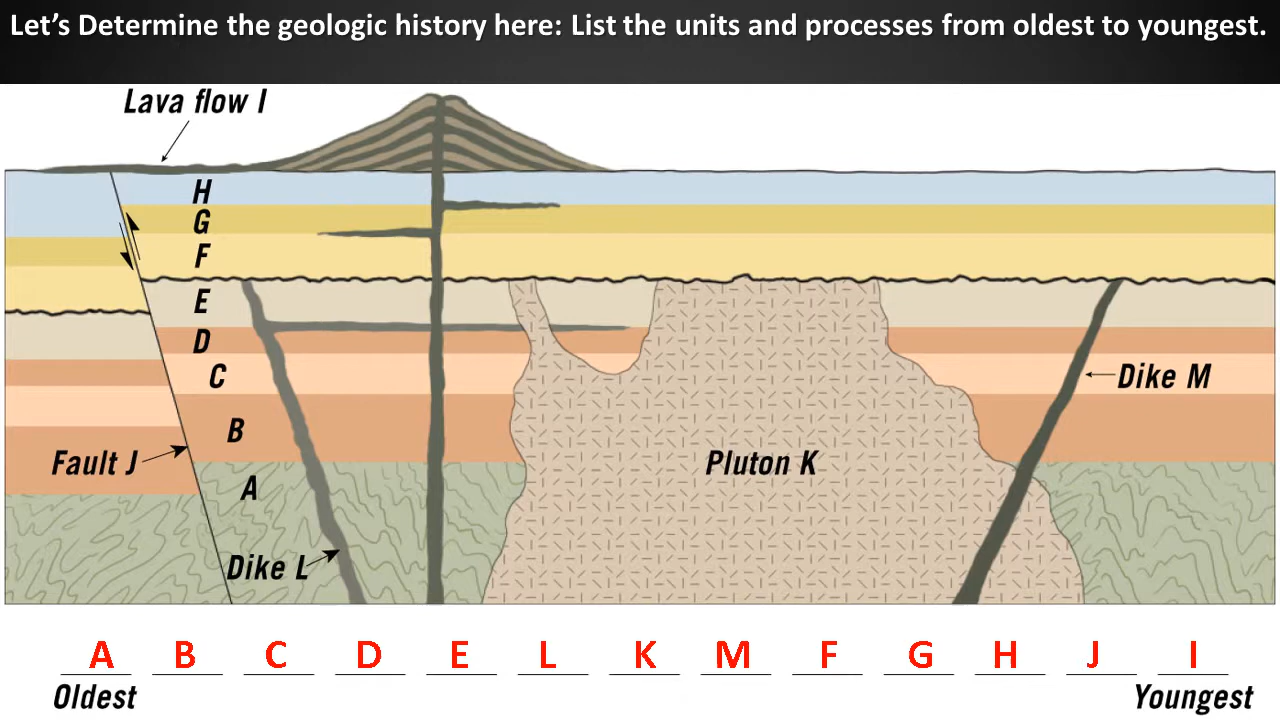 Let's Determine the geologic history here: List the units and processes from oldest to youngest.
Lava flow I
H
G
F
E
D
C
B
A
Fault J
Dike L
Pluton K
Dike M
A B C D E L K M F G H J I
Oldest Youngest